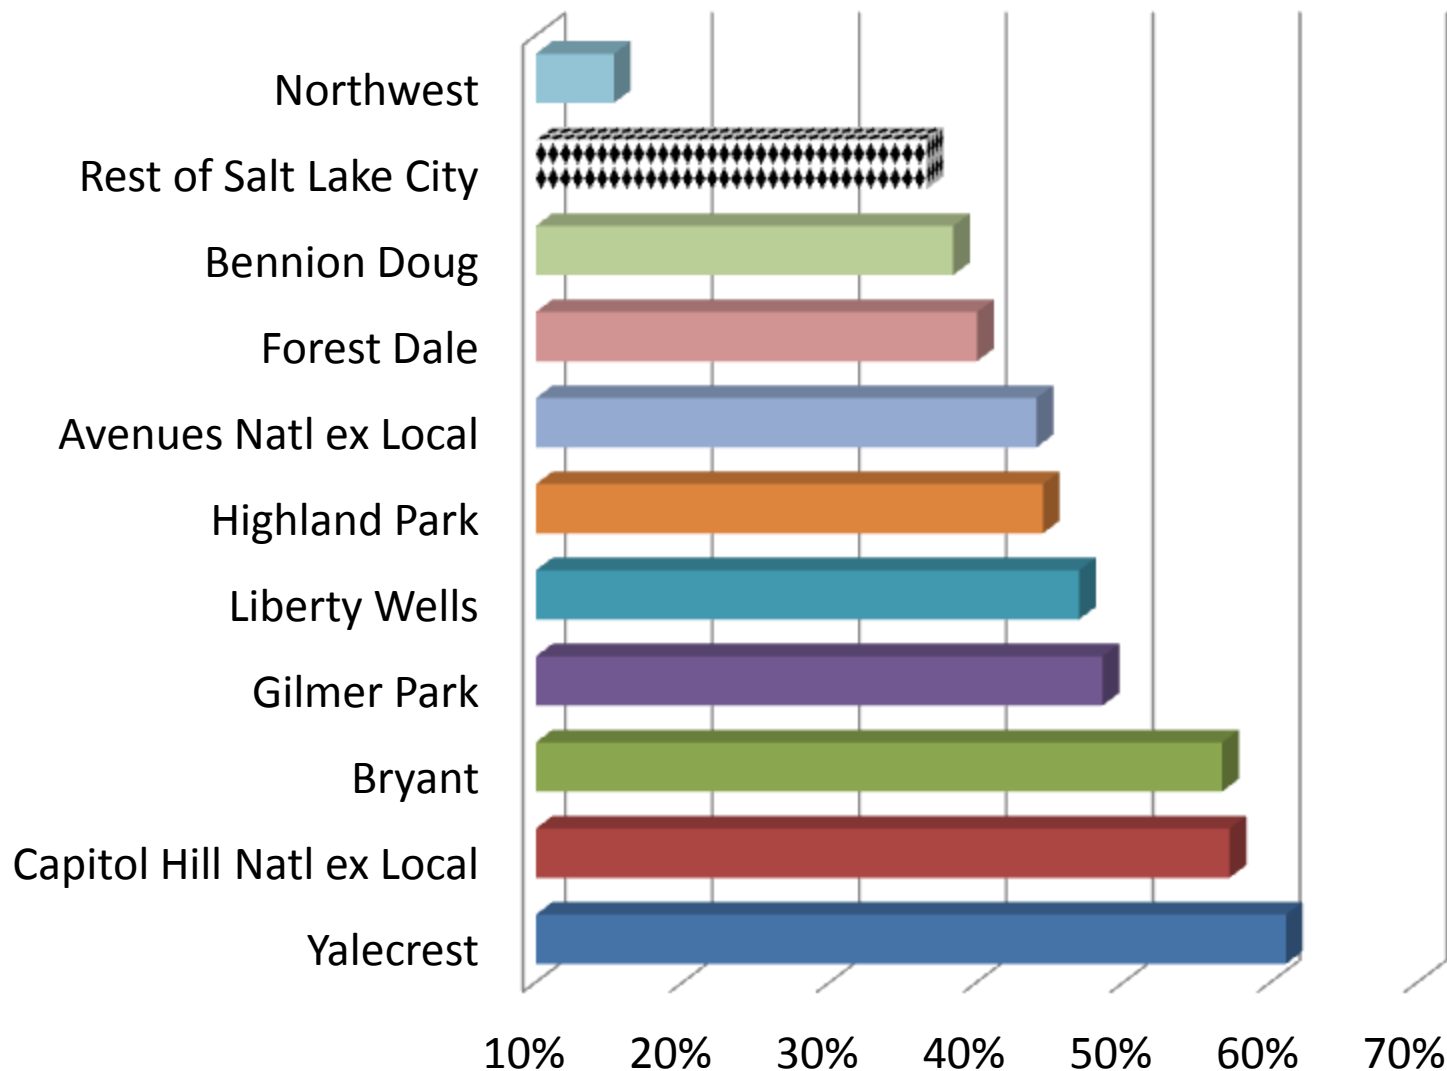 Northwest
Rest of Salt Lake City
Bennion Doug
Forest Dale
Avenues Natl ex Local
Highland Park
Liberty Wells
Gilmer Park
Bryant
Capitol Hill Natl ex Local
Yalecrest
10% 20% 30% 40% 50% 60% 70%